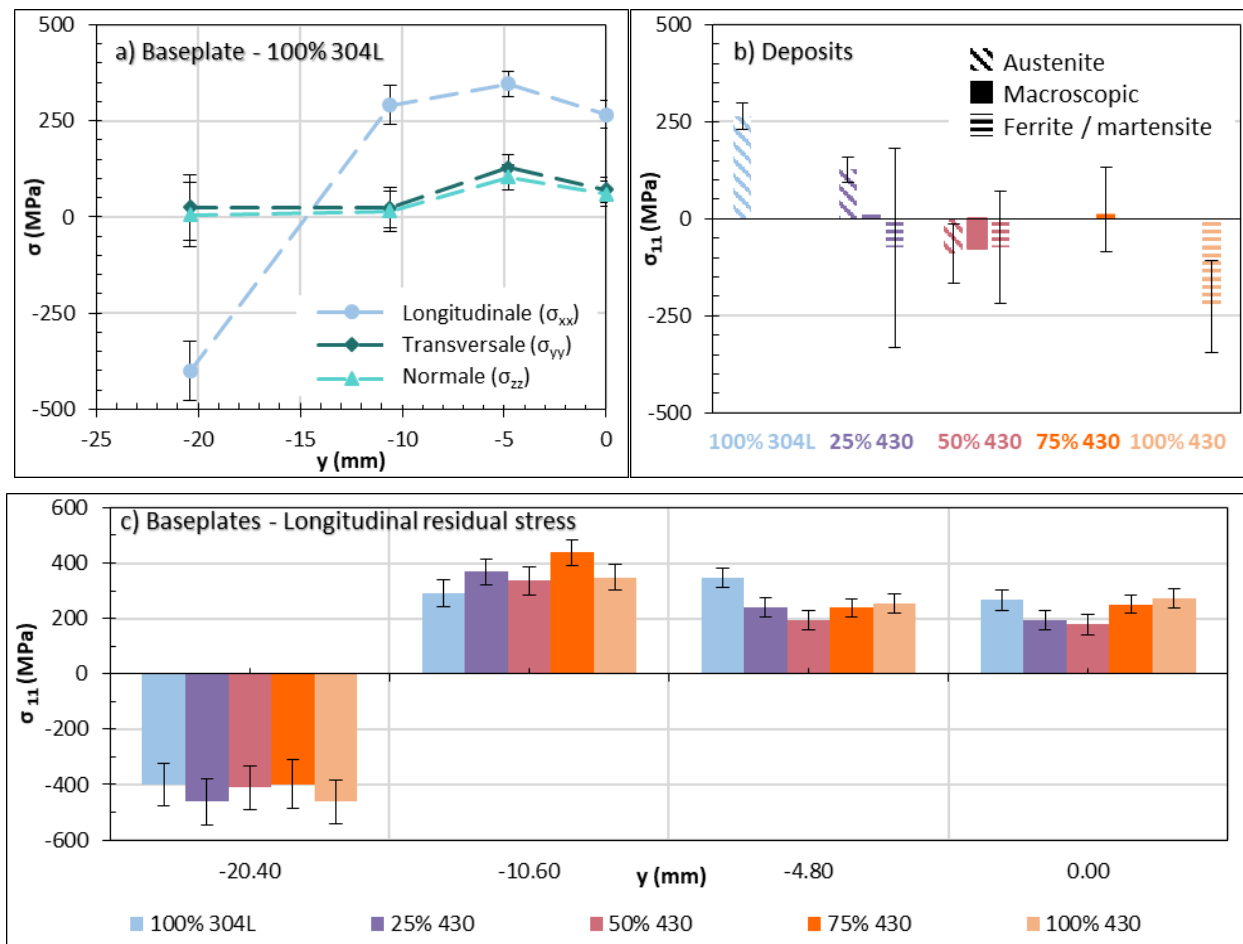 a) Baseplate - 100% 304L
500
250
0
-250
-500
σ (MPa)
-25
-20
-15
-10
-5
0
y (mm)
Longitudinale (σxx)
Transversale (σyy)
Normale (σzz)
b) Deposits
500
250
0
-250
-500
σ11 (MPa)
Austenite
Macroscopic
Ferrite / martensite
100% 304L
25% 430
50% 430
75% 430
100% 430
c) Baseplates - Longitudinal residual stress
600
400
200
0
-200
-400
-600
σ 11 (MPa)
-20.40
-10.60
-4.80
0.00
y (mm)
100% 304L
25% 430
50% 430
75% 430
100% 430